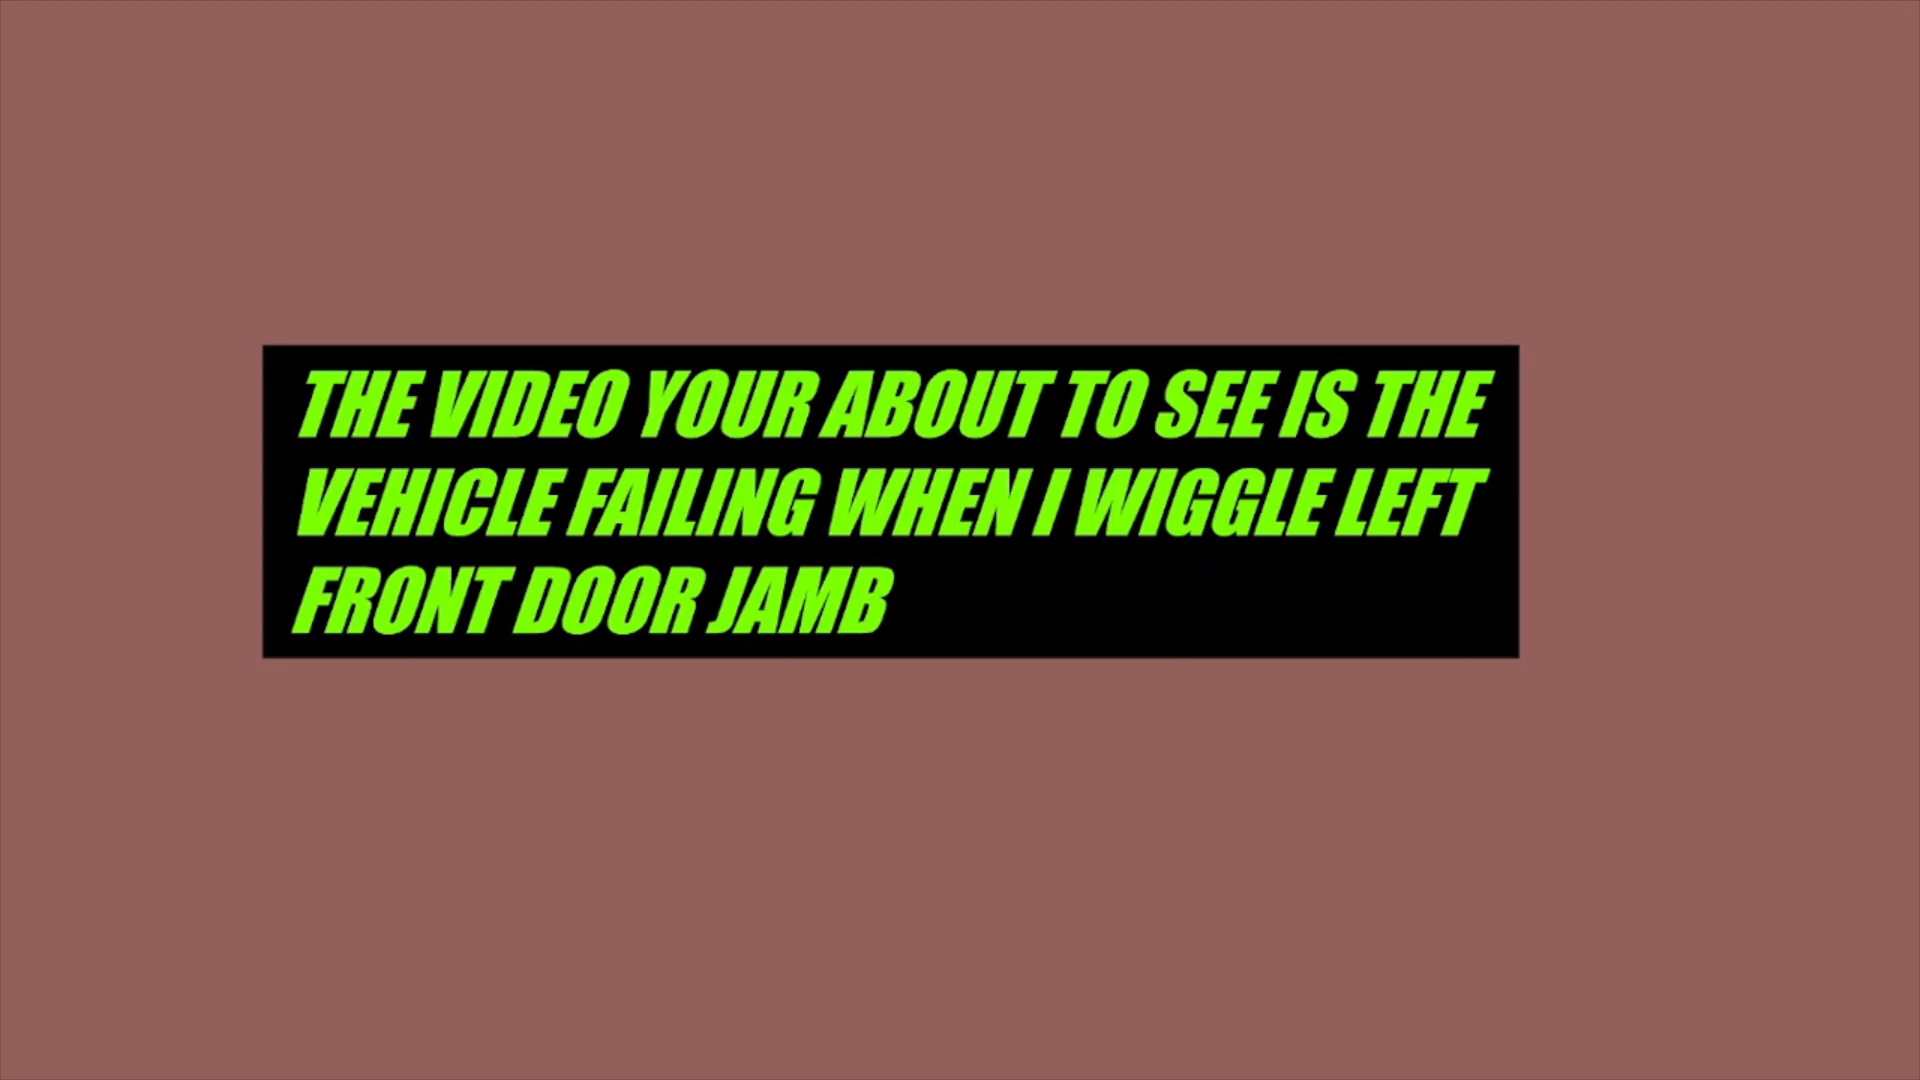 THE VIDEO YOUR ABOUT TO SEE IS THE
VEHICLE FAILING WHEN I WIGGLE LEFT
FRONT DOOR JAMB